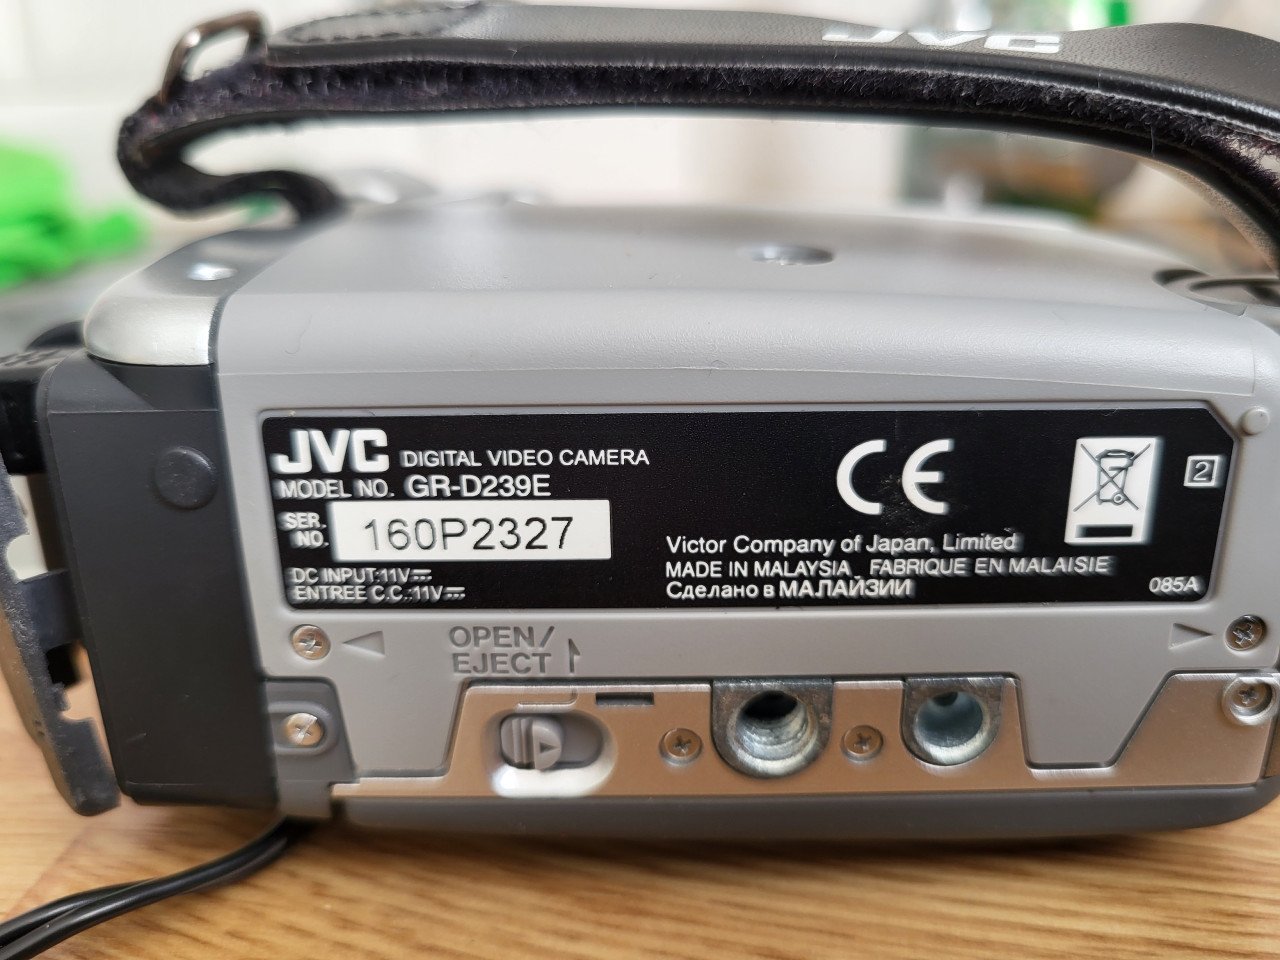 JVC
JVC DIGITAL VIDEO CAMERA
MODEL NO. GR-D239E
SER. NO. 160P2327
DC INPUT:11V
ENTREE C.C.:11V
CE
2
Victor Company of Japan, Limited
MADE IN MALAYSIA FABRIQUE EN MALAISIE
Сделано в МАЛАЙЗИИ
085A
OPEN/
EJECT